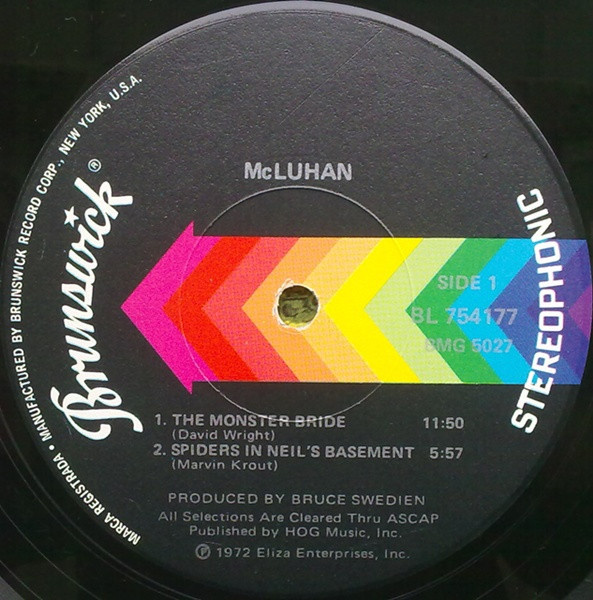 McLUHAN
Brunswick®
MARCA REGISTRADA • MANUFACTURED BY BRUNSWICK RECORD CORP., NEW YORK, U.S.A.
STEREOPHONIC
SIDE 1
BL 754177
BMG 5027
1. THE MONSTER BRIDE 11:50
(David Wright)
2. SPIDERS IN NEIL'S BASEMENT 5:57
(Marvin Krout)
PRODUCED BY BRUCE SWEDIEN
All Selections Are Cleared Thru ASCAP
Published by HOG Music, Inc.
℗ 1972 Eliza Enterprises, Inc.